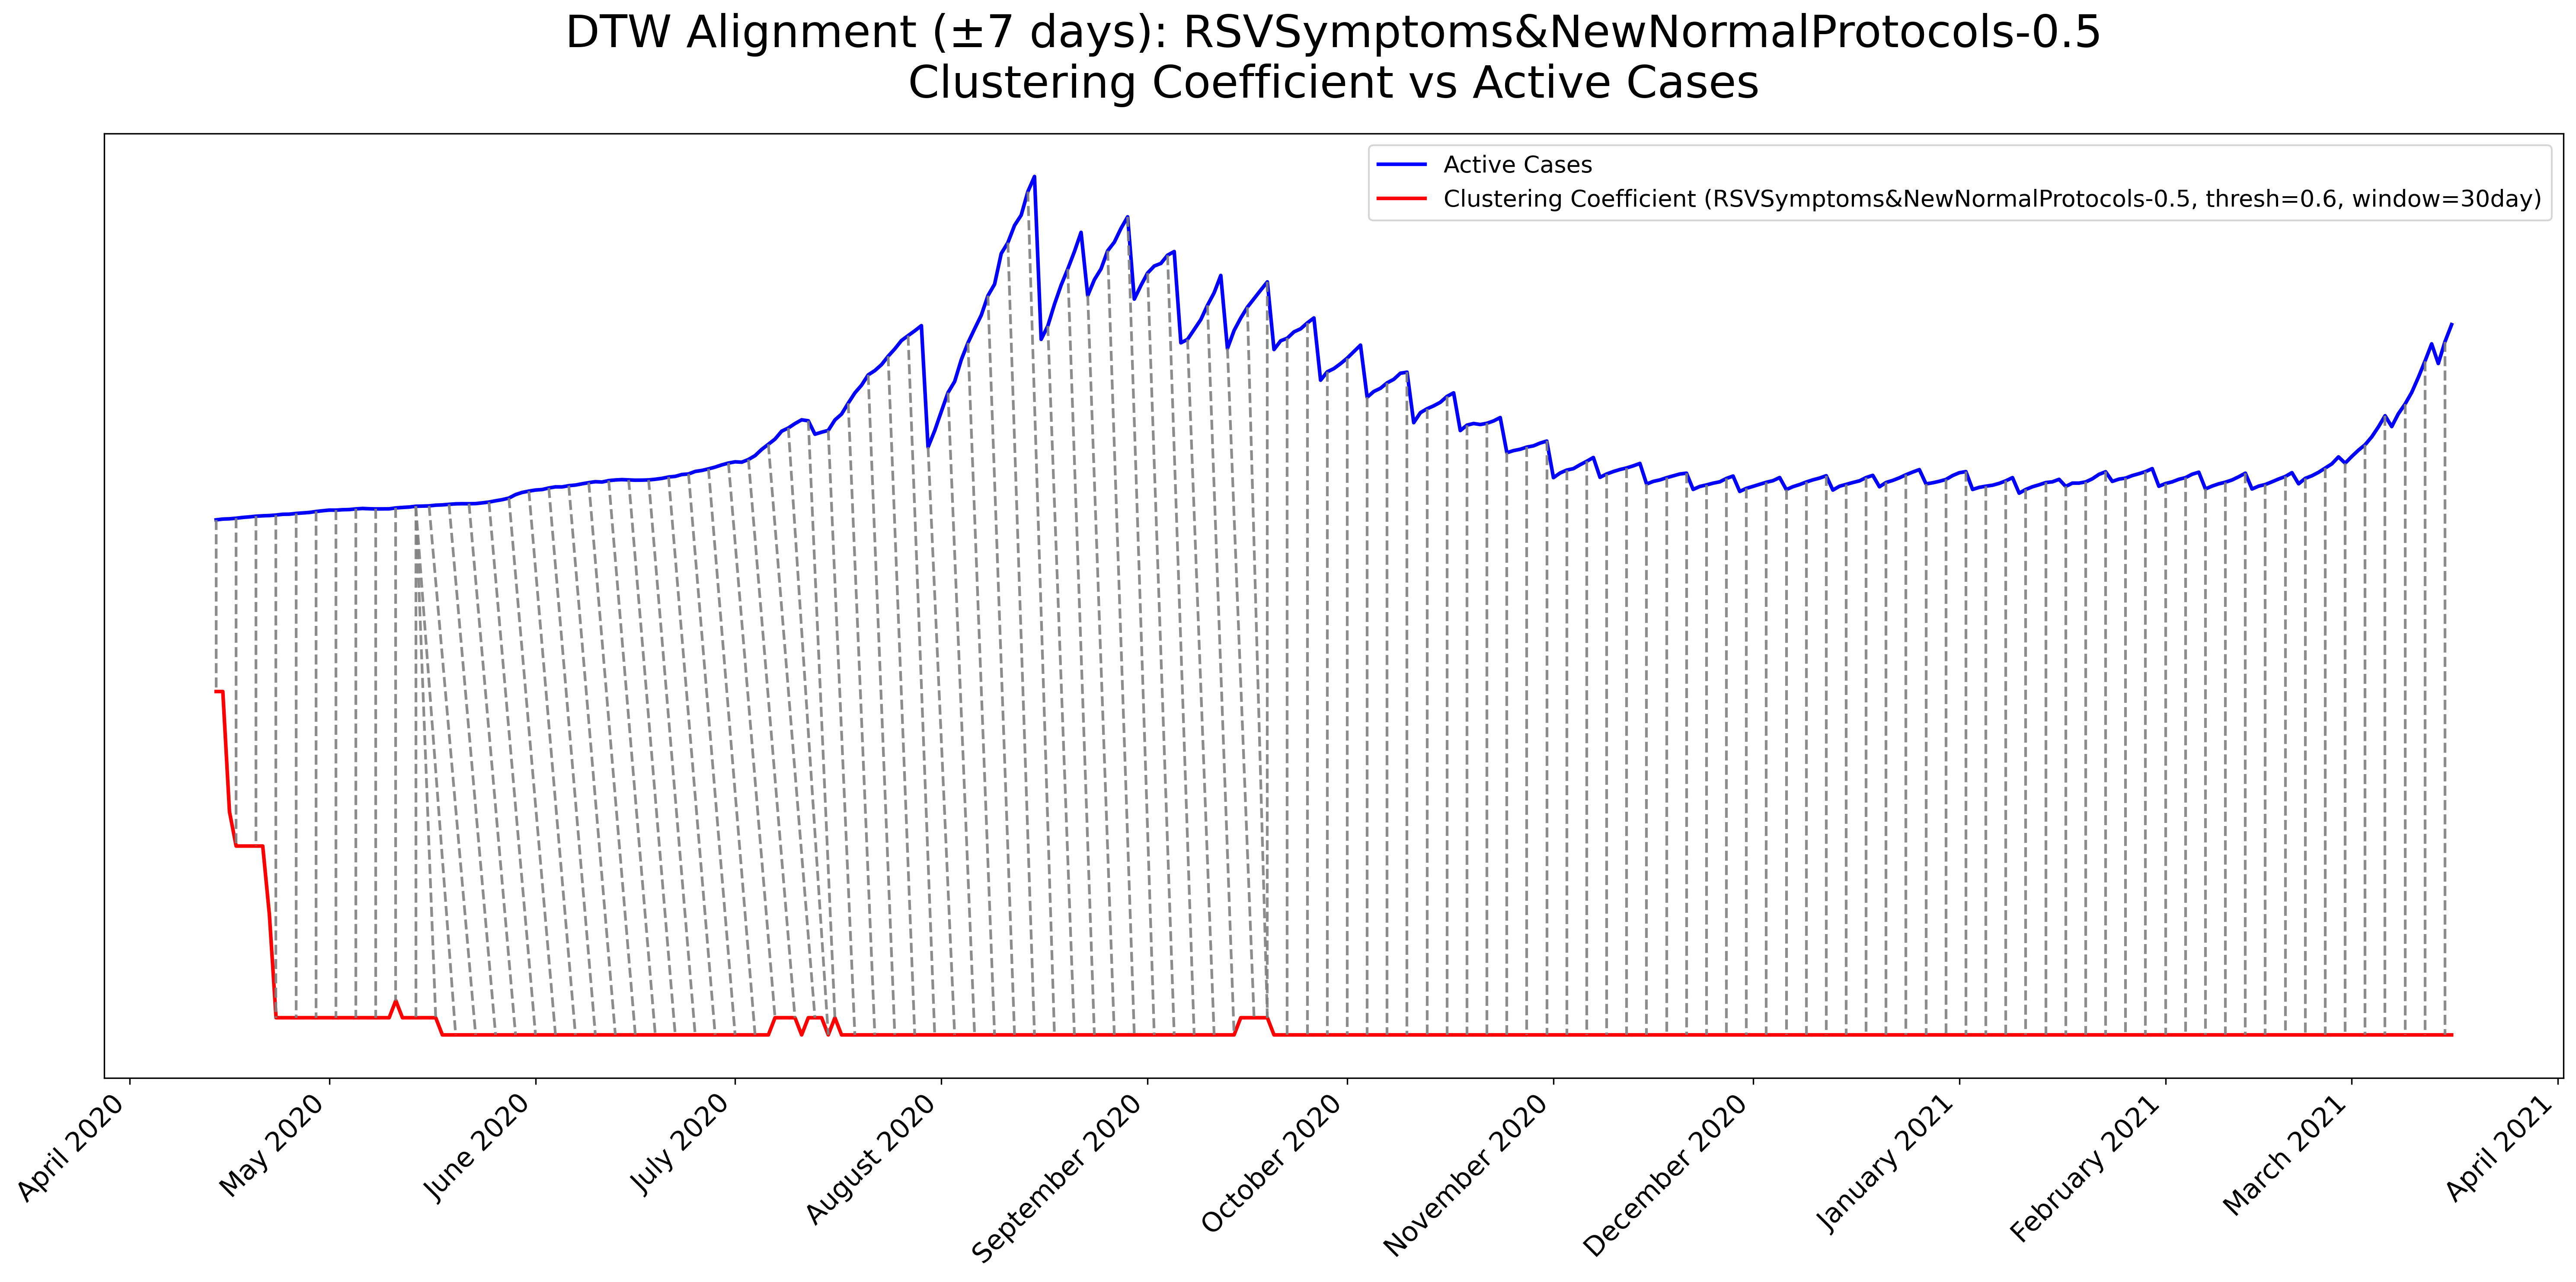 DTW Alignment (±7 days): RSVSymptoms&NewNormalProtocols-0.5
Clustering Coefficient vs Active Cases
Active Cases
Clustering Coefficient (RSVSymptoms&NewNormalProtocols-0.5, thresh=0.6, window=30day)
April 2020
May 2020
June 2020
July 2020
August 2020
September 2020
October 2020
November 2020
December 2020
January 2021
February 2021
March 2021
April 2021